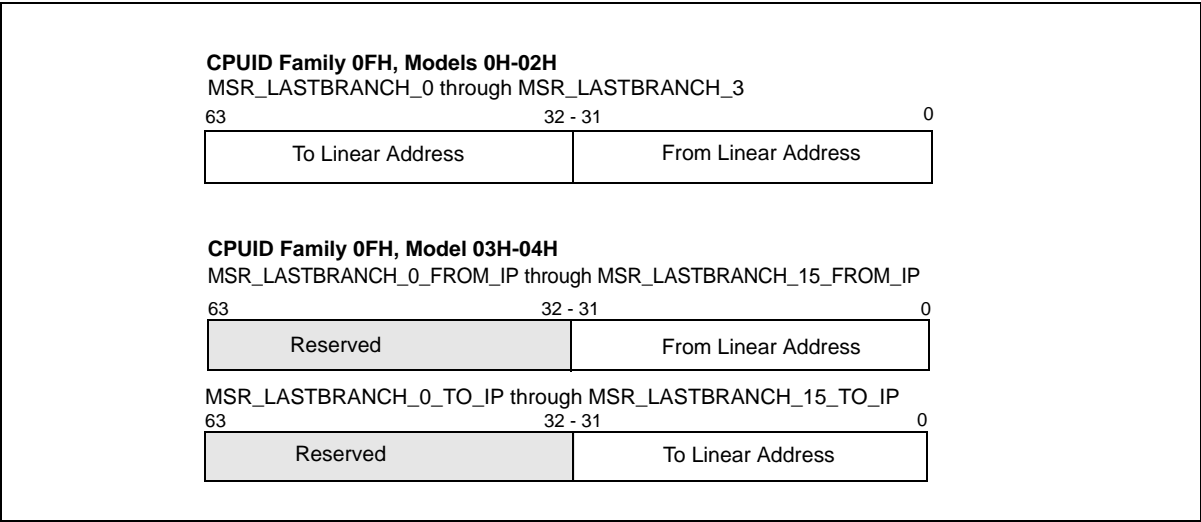 CPUID Family 0FH, Models 0H-02H
MSR_LASTBRANCH_0 through MSR_LASTBRANCH_3
63 32 - 31 0
To Linear Address From Linear Address
CPUID Family 0FH, Model 03H-04H
MSR_LASTBRANCH_0_FROM_IP through MSR_LASTBRANCH_15_FROM_IP
63 32 - 31 0
Reserved From Linear Address
MSR_LASTBRANCH_0_TO_IP through MSR_LASTBRANCH_15_TO_IP
63 32 - 31 0
Reserved To Linear Address